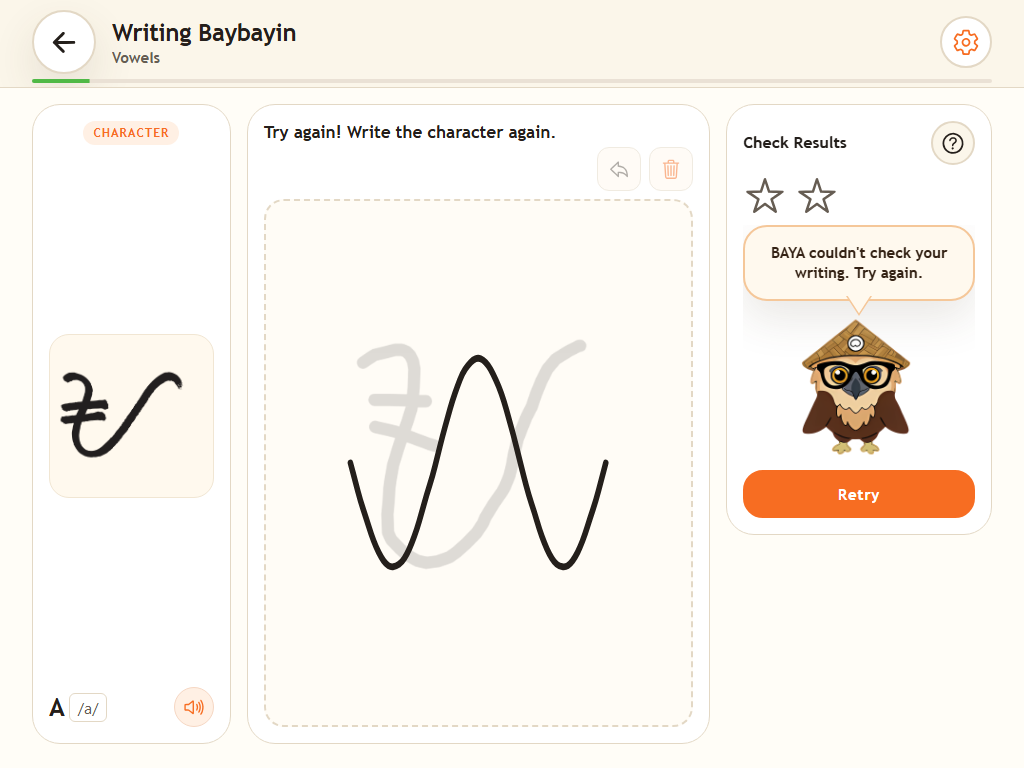 Writing Baybayin
Vowels
CHARACTER
ᜀ
A /a/
Try again! Write the character again.
Check Results
BAYA couldn't check your
writing. Try again.
Retry